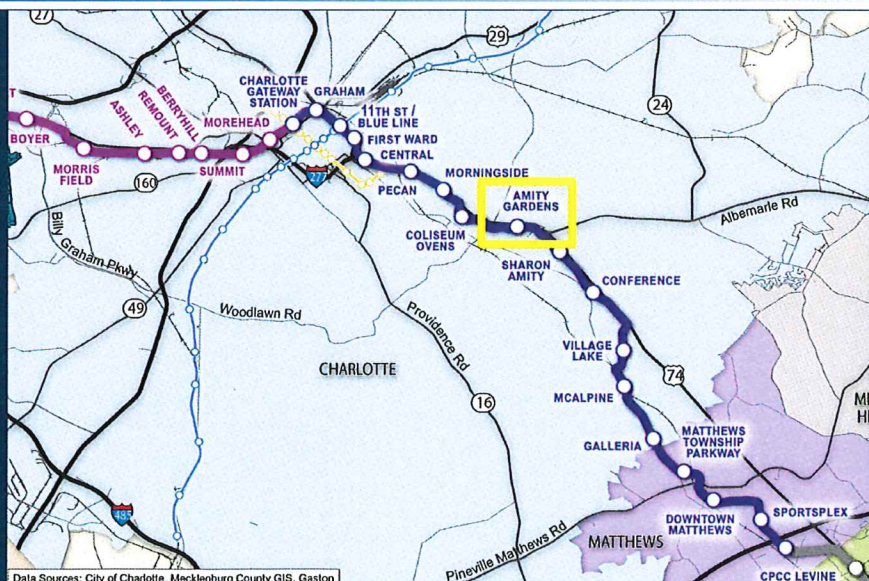 27
29
CHARLOTTE
GATEWAY
STATION
GRAHAM
24
T
BERRYHILL
REMOUNT
ASHLEY
MOREHEAD
11TH ST /
BLUE LINE
FIRST WARD
BOYER
CENTRAL
MORRIS
FIELD
SUMMIT
277
MORNINGSIDE
160
PECAN
AMITY
GARDENS
Albemarle Rd
Billy Graham Pkwy
COLISEUM
OVENS
SHARON
AMITY
CONFERENCE
49
Woodlawn Rd
Providence Rd
VILLAGE
LAKE
CHARLOTTE
74
16
MCALPINE
MATTHEWS
TOWNSHIP
PARKWAY
GALLERIA
485
SPORTSPLEX
DOWNTOWN
MATTHEWS
MATTHEWS
Pineville Matthews Rd
CPCC LEVINE
Data Sources: City of Charlotte, Mecklenburg County GIS, Gaston